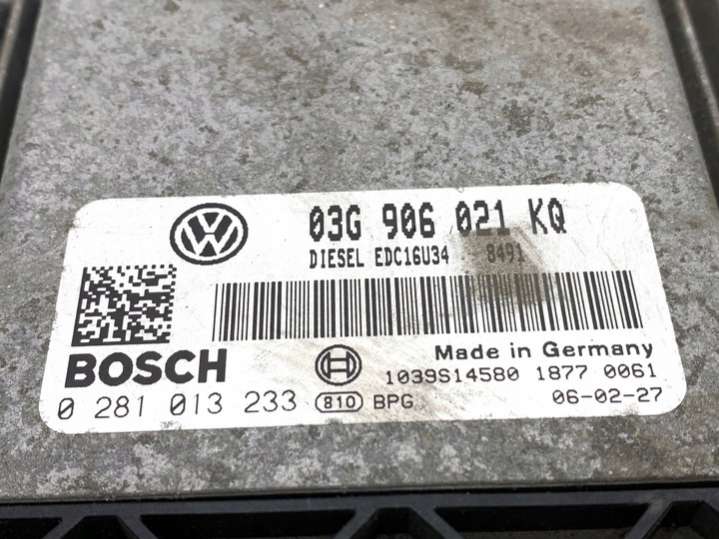 03G 906 021 KQ
DIESEL EDC16U34 8491
BOSCH
Made in Germany
1039S14580 1877 0061
0 281 013 233 810 BPG 06-02-27